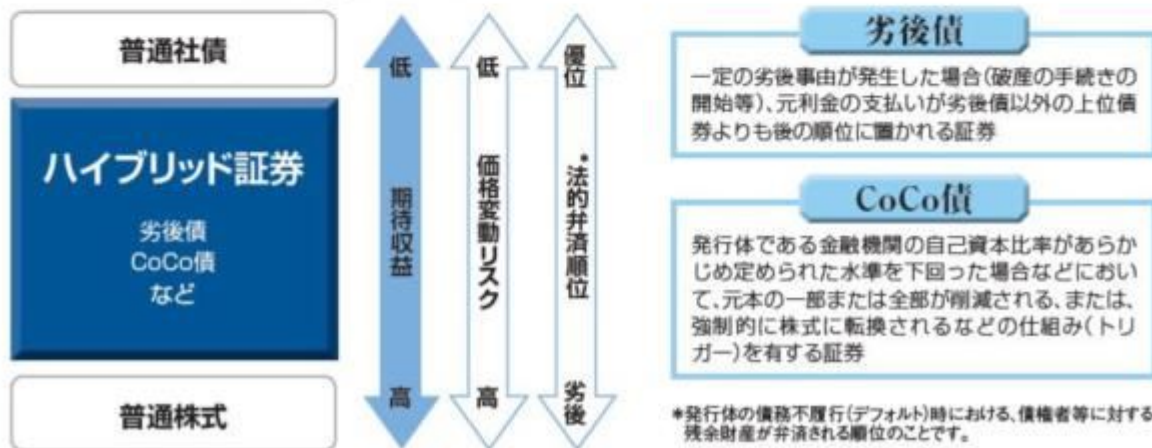 普通社債
ハイブリッド証券
劣後債
CoCo債
など
普通株式
低
期待収益
高
低
価格変動リスク
高
優位
*法的弁済順位
劣後
劣後債
一定の劣後事由が発生した場合(破産の手続きの
開始等)、元利金の支払いが劣後債以外の上位債
券よりも後の順位に置かれる証券
CoCo債
発行体である金融機関の自己資本比率があらか
じめ定められた水準を下回った場合などにおい
て、元本の一部または全部が削減される、または、
強制的に株式に転換されるなどの仕組み(トリ
ガー)を有する証券
*発行体の債務不履行(デフォルト)時における、債権者等に対する
残余財産が弁済される順位のことです。